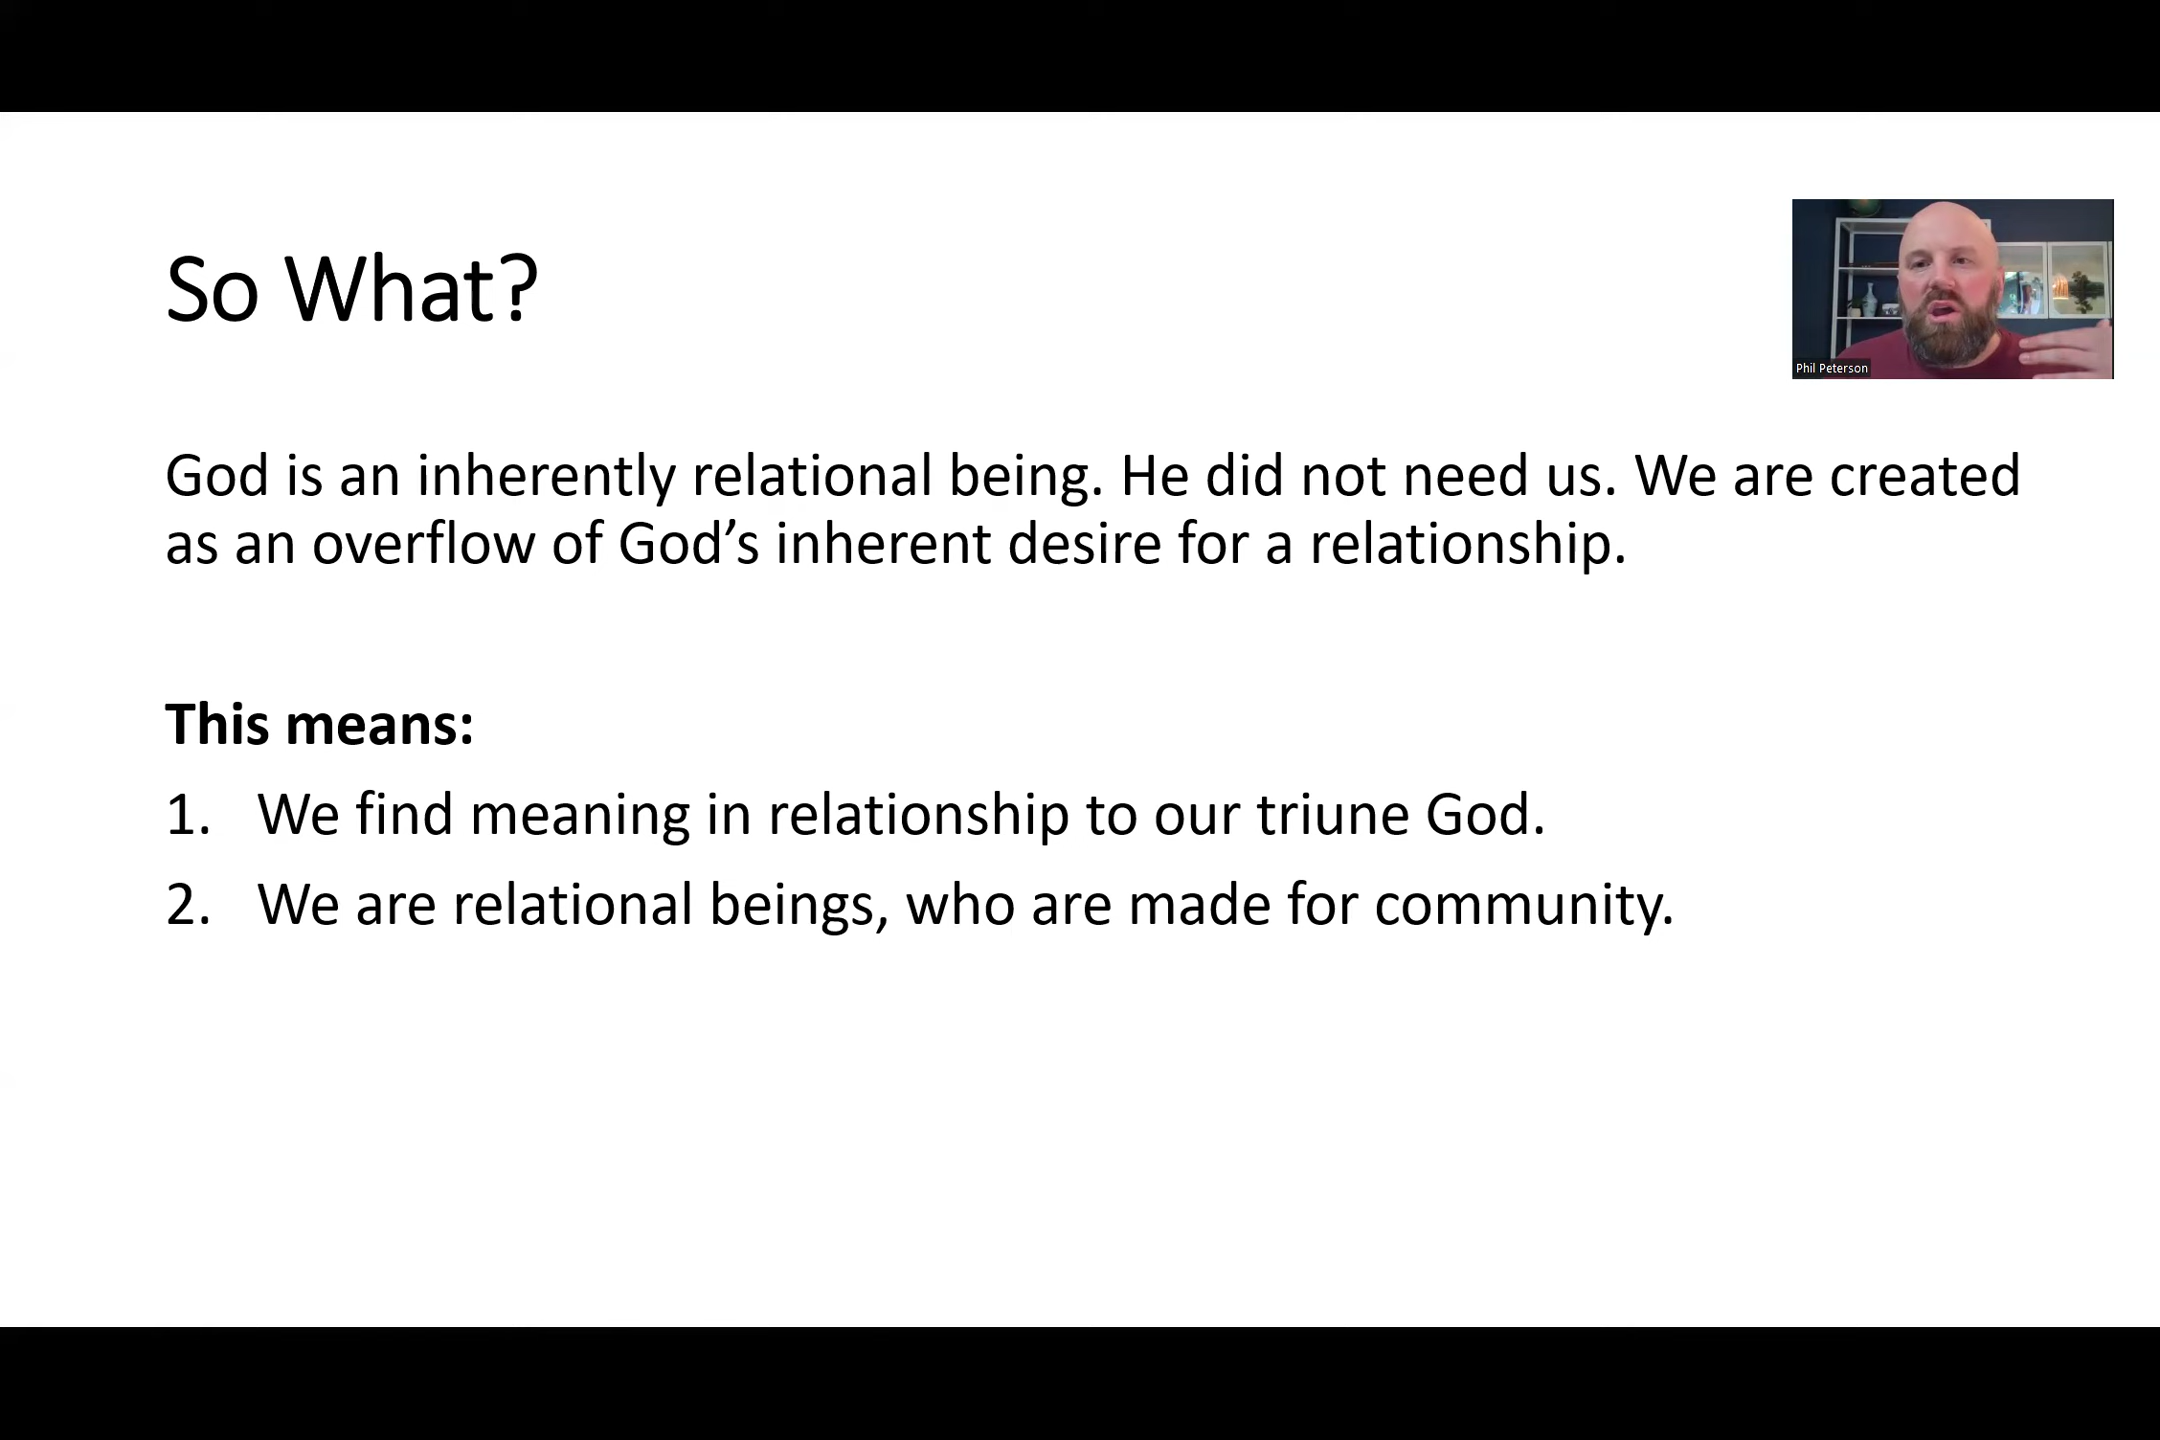 So What?
Phil Peterson
God is an inherently relational being. He did not need us. We are created
as an overflow of God’s inherent desire for a relationship.
This means:
1. We find meaning in relationship to our triune God.
2. We are relational beings, who are made for community.